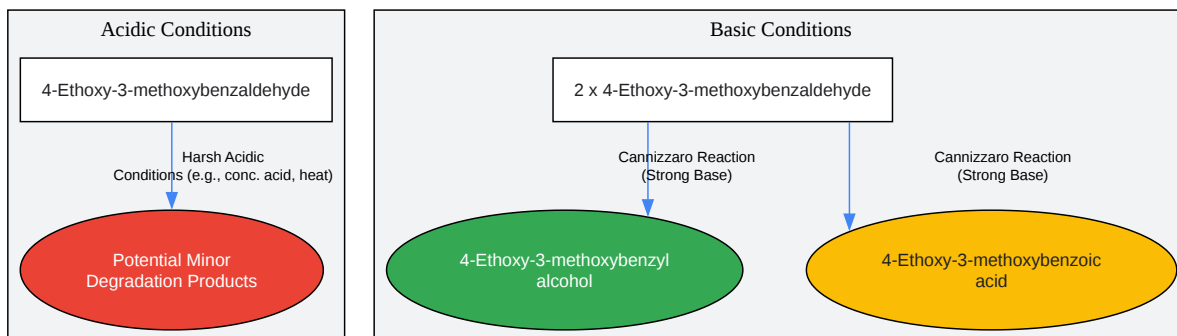 Acidic Conditions
4-Ethoxy-3-methoxybenzaldehyde
Harsh Acidic
Conditions (e.g., conc. acid, heat)
Potential Minor
Degradation Products
Basic Conditions
2 x 4-Ethoxy-3-methoxybenzaldehyde
Cannizzaro Reaction
(Strong Base)
Cannizzaro Reaction
(Strong Base)
4-Ethoxy-3-methoxybenzyl
alcohol
4-Ethoxy-3-methoxybenzoic
acid